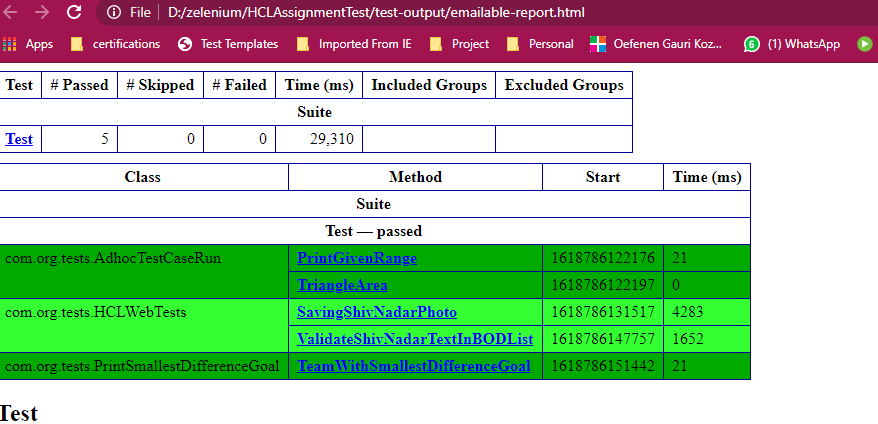 File D:/zelenium/HCLAssignmentTest/test-output/emailable-report.html
Apps certifications Test Templates Imported From IE Project Personal Oefenen Gauri Koz... 6 (1) WhatsApp
Test # Passed # Skipped # Failed Time (ms) Included Groups Excluded Groups
Suite
Test 5 0 0 29,310
Class Method Start Time (ms)
Suite
Test — passed
com.org.tests.AdhocTestCaseRun PrintGivenRange 1618786122176 21
TriangleArea 1618786122197 0
com.org.tests.HCLWebTests SavingShivNadarPhoto 1618786131517 4283
ValidateShivNadarTextInBODList 1618786147757 1652
com.org.tests.PrintSmallestDifferenceGoal TeamWithSmallestDifferenceGoal 1618786151442 21
Test